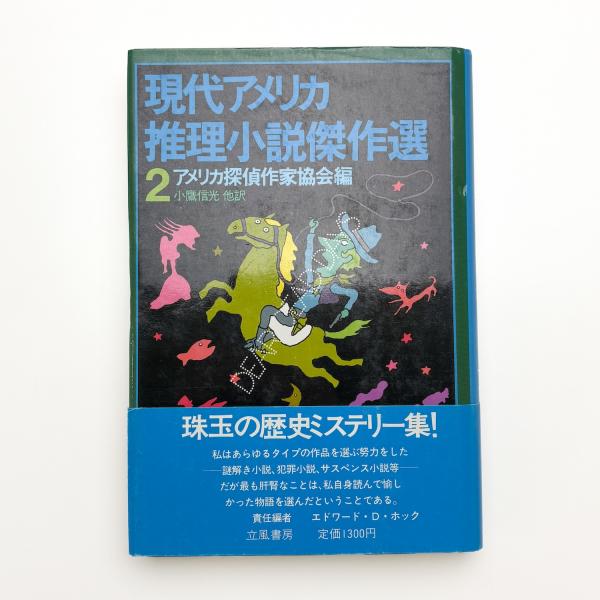 現代アメリカ
推理小説傑作選
2 アメリカ探偵作家協会編
小鷹信光 他訳
珠玉の歴史ミステリー集!
私はあらゆるタイプの作品を選ぶ努力をした
——謎解き小説、犯罪小説、サスペンス小説等——
だが最も肝腎なことは、私自身読んで愉し
かった物語を選んだということである。
責任編者 エドワード・D・ホック
立風書房 定価1300円